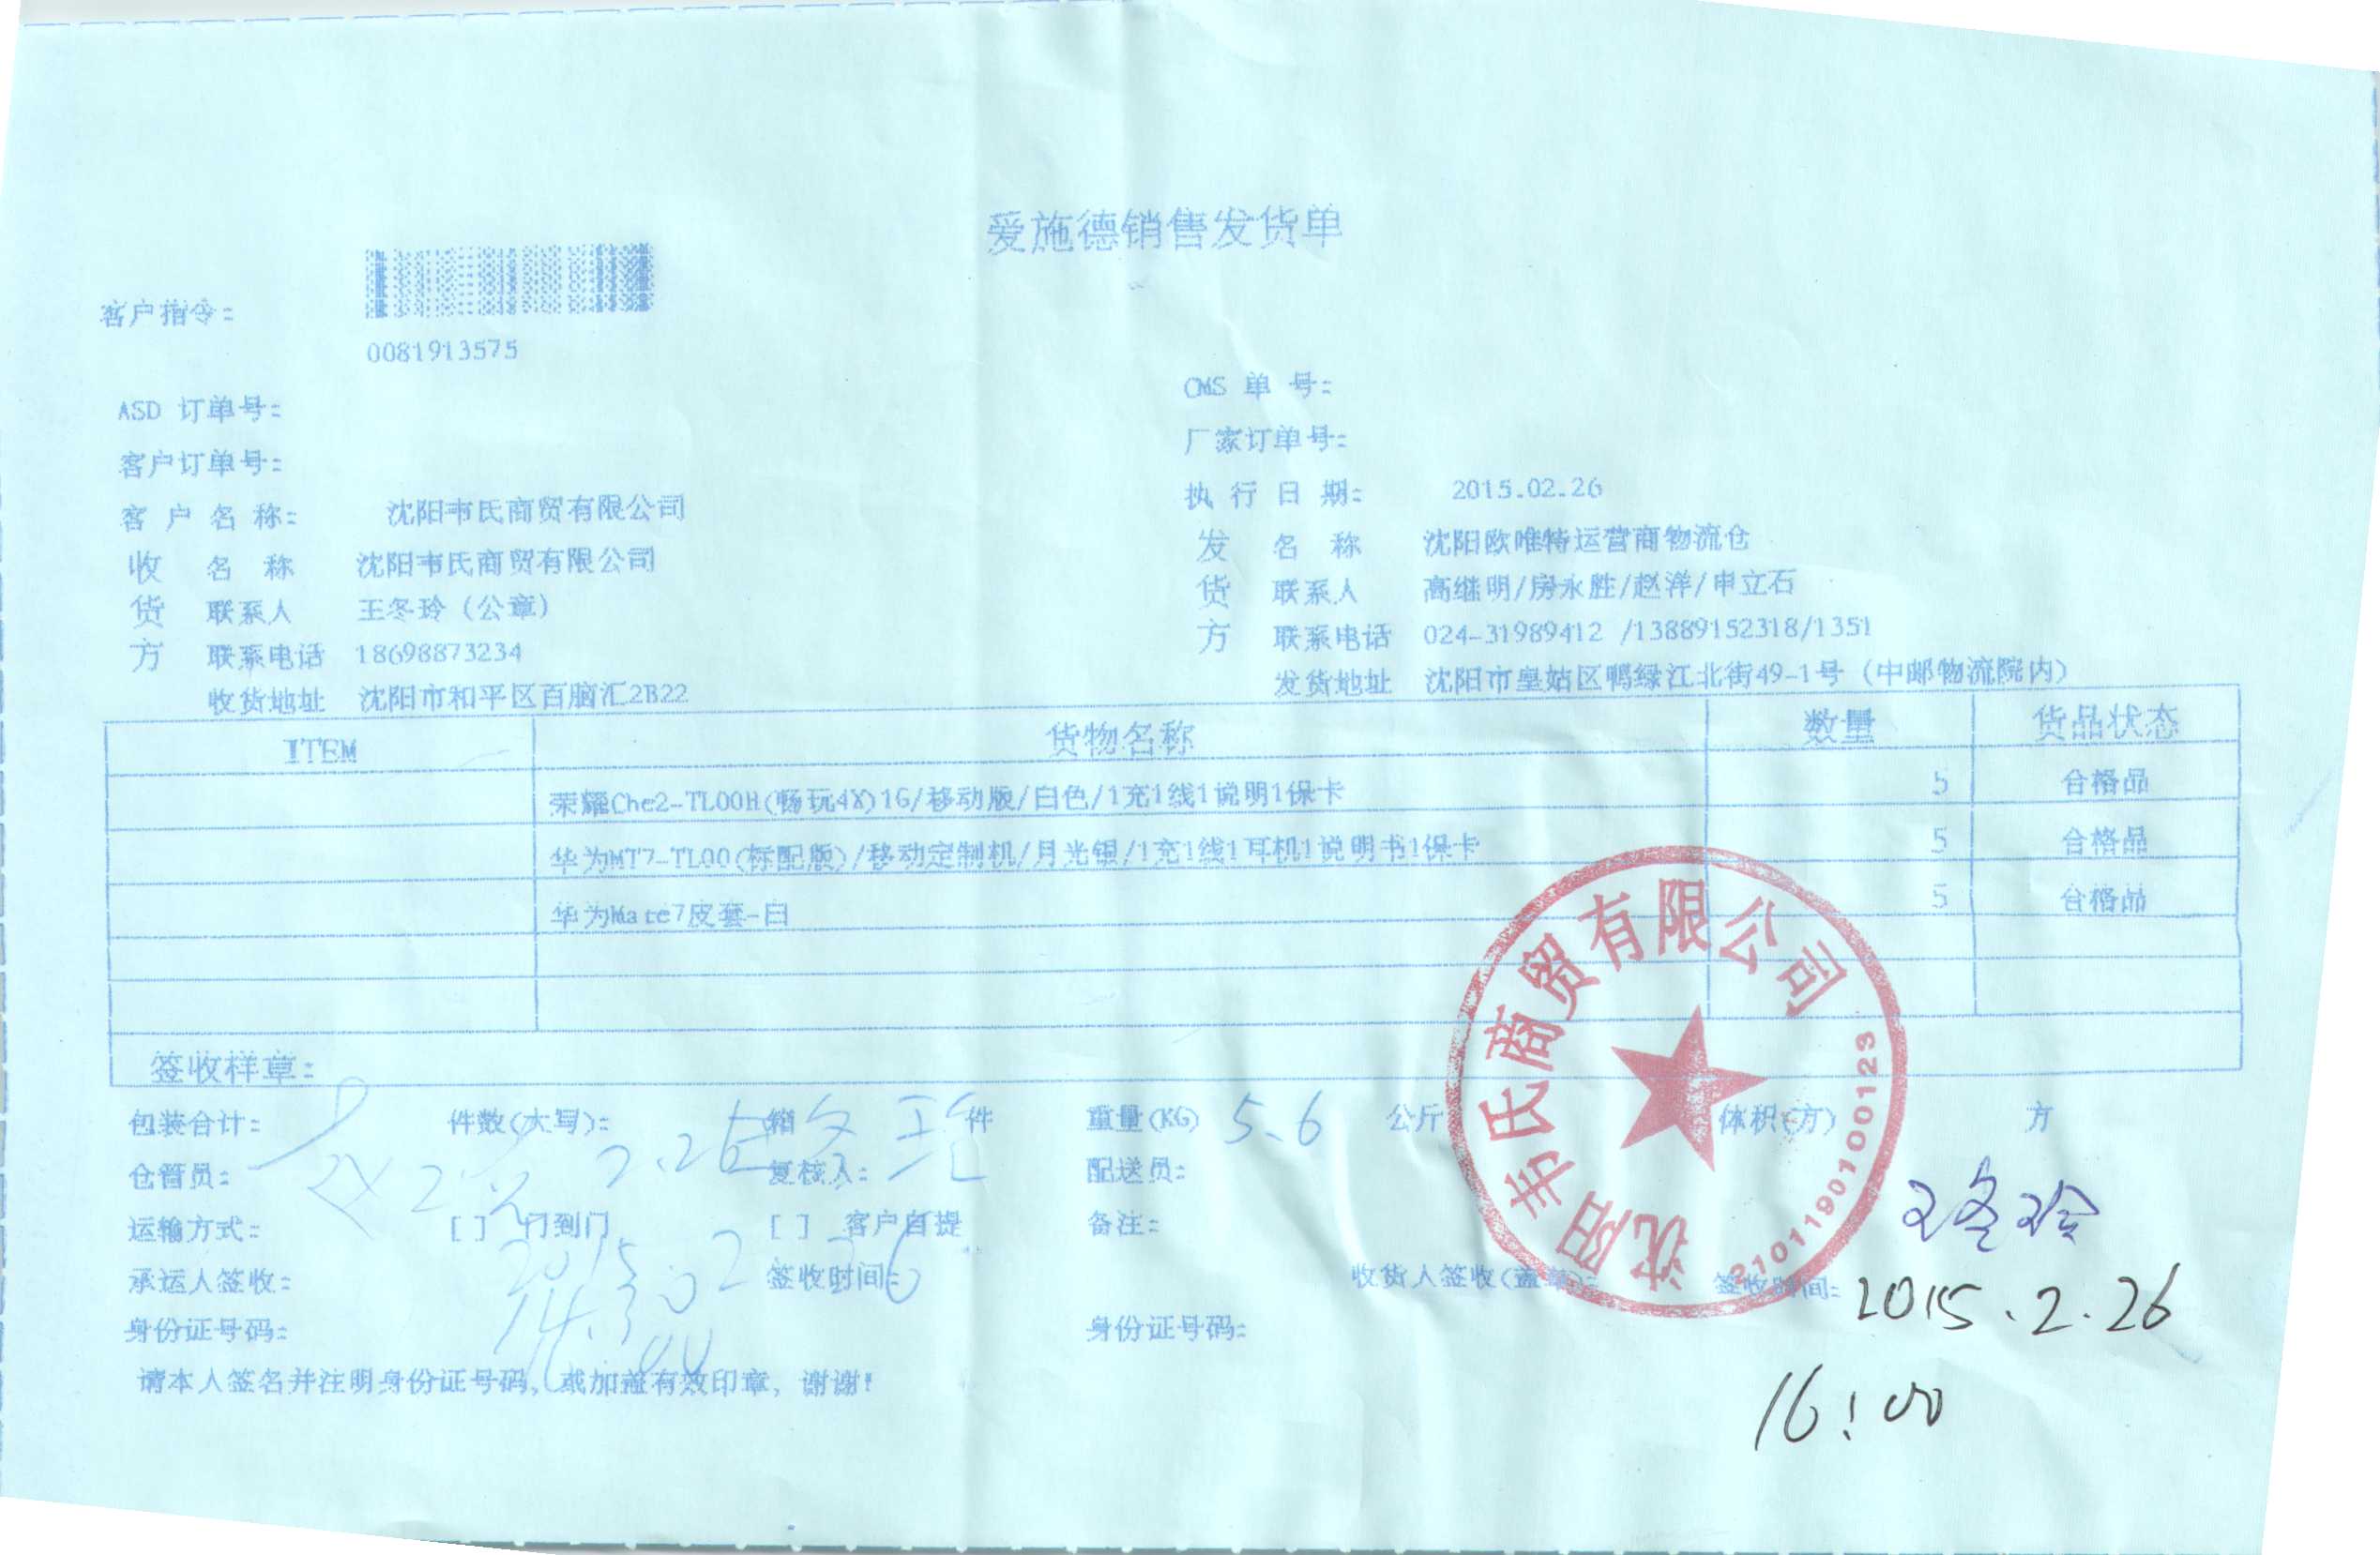 爱施德销售发货单
客户指令:
0081913575
ASD 订单号:
CMS 单 号:
客户订单号:
厂家订单号:
客 户 名 称: 沈阳韦氏商贸有限公司
执 行 日 期: 2015.02.26
收货方 名 称 沈阳韦氏商贸有限公司
发货方 名 称 沈阳欧唯特运营商物流仓
联系人 王冬玲（公章）
联系人 高继明/房永胜/赵洋/申立石
联系电话 18698873234
联系电话 024-31989412 /13889152318/1351
收货地址 沈阳市和平区百脑汇2B22
发货地址 沈阳市皇姑区鸭绿江北街49-1号（中邮物流院内）
ITEM 货物名称 数量 货品状态
荣耀Che2-TL00H(畅玩4X)1G/移动版/白色/1充1线1说明1保卡 5 合格品
华为MT7-TL00(标配版)/移动定制机/月光银/1充1线1耳机1说明书1保卡 5 合格品
华为Mate7皮套-白 5 合格品
签收样章:
包装合计: 件数(大写): 箱 件 重量(KG) 5.6 公斤 体积(方) 方
仓管员: 复核人: 配送员:
运输方式: [ ] 门到门 [ ] 客户自提 备注:
王冬玲
承运人签收: 签收时间: 收货人签收(盖章): 签收时间: 2015.2.26
16:00
身份证号码: 身份证号码:
请本人签名并注明身份证号码，或加盖有效印章，谢谢!
沈阳韦氏商贸有限公司
2101190100123